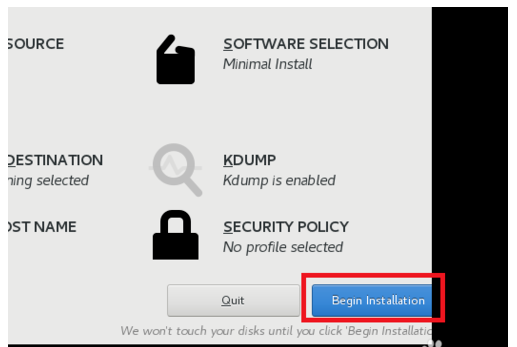 SOURCE
SOFTWARE SELECTION
Minimal Install
DESTINATION
ning selected
KDUMP
Kdump is enabled
OST NAME
SECURITY POLICY
No profile selected
Quit
Begin Installation
We won't touch your disks until you click 'Begin Installatio